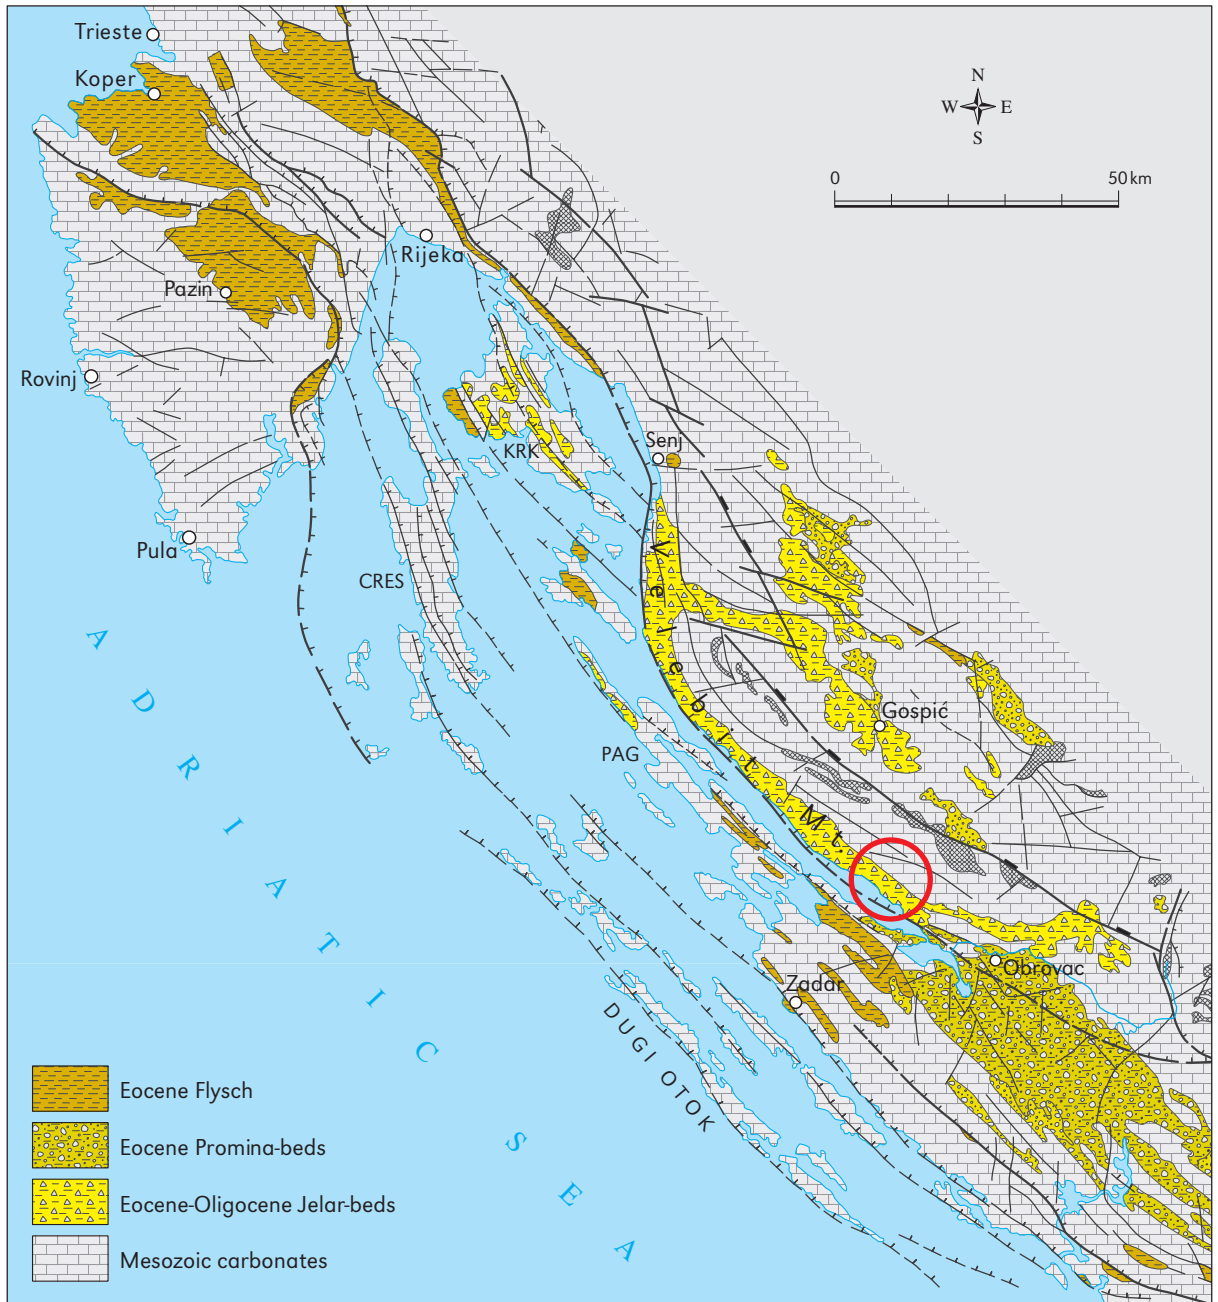 Trieste
Koper
N
W E
S
0 50 km
Rijeka
Pazin
Rovinj
Senj
KRK
Pula
CRES
Velebit Mt.
Gospić
PAG
ADRIATIC SEA
Obrovac
Zadar
DUGI OTOK
Eocene Flysch
Eocene Promina-beds
Eocene-Oligocene Jelar-beds
Mesozoic carbonates